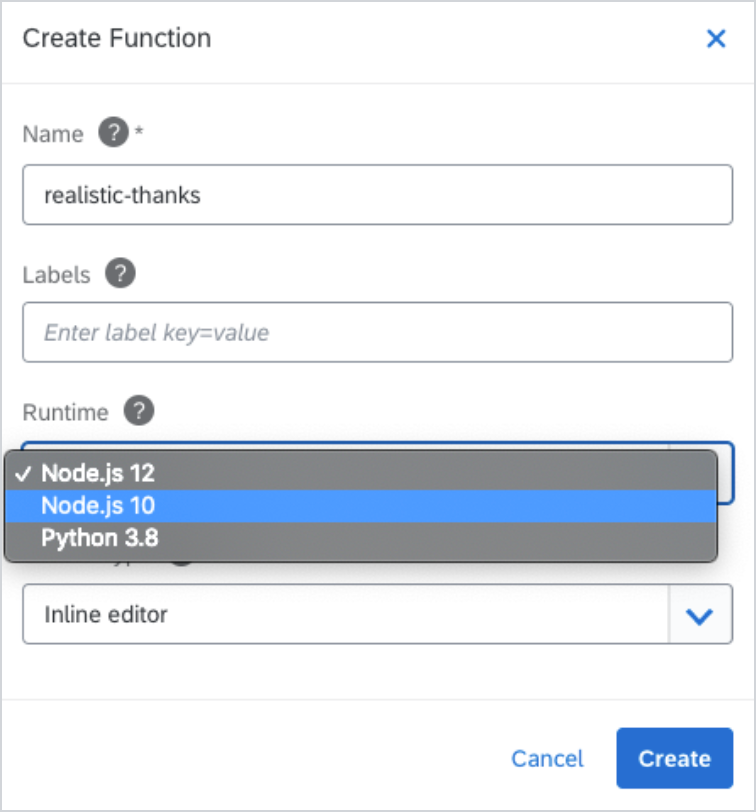 Create Function
Name ? *
realistic-thanks
Labels ?
Enter label key=value
Runtime ?
✓ Node.js 12
Node.js 10
Python 3.8
Inline editor
Cancel Create